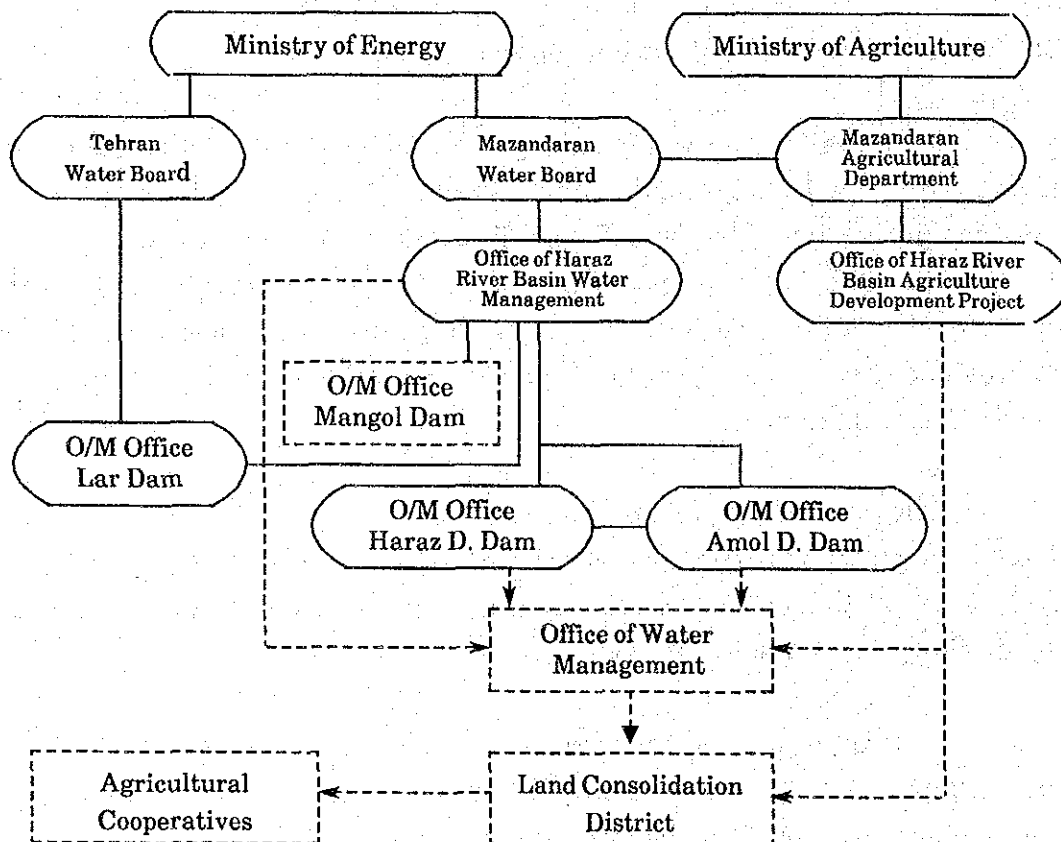 Ministry of Energy
Ministry of Agriculture
Tehran
Water Board
Mazandaran
Water Board
Mazandaran
Agricultural
Department
Office of Haraz
River Basin Water
Management
Office of Haraz River
Basin Agriculture
Development Project
O/M Office
Mangol Dam
O/M Office
Lar Dam
O/M Office
Haraz D. Dam
O/M Office
Amol D. Dam
Office of Water
Management
Agricultural
Cooperatives
Land Consolidation
District